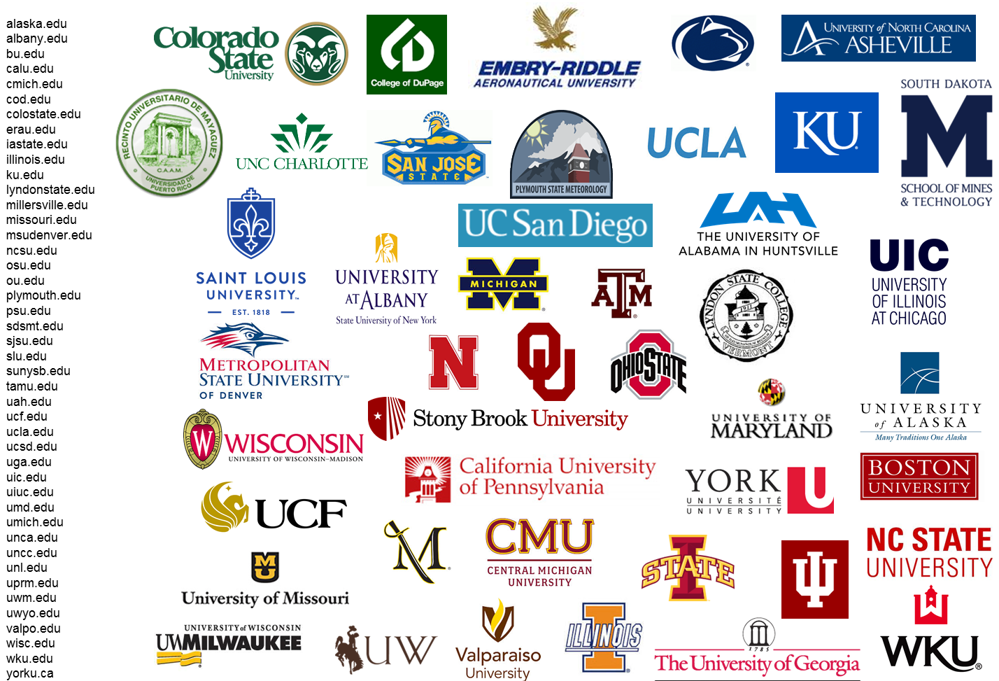 alaska.edu
albany.edu
bu.edu
calu.edu
cmich.edu
cod.edu
colostate.edu
erau.edu
iastate.edu
illinois.edu
ku.edu
lyndonstate.edu
millersville.edu
missouri.edu
msudenver.edu
ncsu.edu
osu.edu
ou.edu
plymouth.edu
psu.edu
sdsmt.edu
sjsu.edu
slu.edu
sunysb.edu
tamu.edu
uah.edu
ucf.edu
ucla.edu
ucsd.edu
uga.edu
uic.edu
uiuc.edu
umd.edu
umich.edu
unca.edu
uncc.edu
unl.edu
uprm.edu
uwm.edu
uwyo.edu
valpo.edu
wisc.edu
wku.edu
yorku.ca
Colorado
State
University
College of DuPage
EMBRY-RIDDLE
AERONAUTICAL UNIVERSITY
UNIVERSITY of NORTH CAROLINA
ASHEVILLE
RECINTO UNIVERSITARIO DE MAYAGUEZ
C.A.A.M.
UNIVERSIDAD DE
PUERTO RICO
UNC CHARLOTTE
SAN JOSE
STATE
PLYMOUTH STATE METEOROLOGY
UCLA
KU
SOUTH DAKOTA
M
SCHOOL OF MINES
& TECHNOLOGY
SAINT LOUIS
UNIVERSITY™
EST. 1818
UNIVERSITY
AT ALBANY
State University of New York
UC San Diego
M
MICHIGAN
ATM
UAH
THE UNIVERSITY OF
ALABAMA IN HUNTSVILLE
LYNDON STATE COLLEGE
1911
VERMONT
UIC
UNIVERSITY
OF ILLINOIS
AT CHICAGO
METROPOLITAN
STATE UNIVERSITY℠
OF DENVER
N
OU
OHIO STATE
UNIVERSITY OF
MARYLAND
UNIVERSITY
of ALASKA
Many Traditions One Alaska
W
WISCONSIN
UNIVERSITY OF WISCONSIN–MADISON
Stony Brook University
California University
of Pennsylvania
YORK U
UNIVERSITÉ
UNIVERSITY
BOSTON
UNIVERSITY
UCF
M
CMU
CENTRAL MICHIGAN
UNIVERSITY
I
STATE
IU
NC STATE
UNIVERSITY
MU
University of Missouri
UNIVERSITY of WISCONSIN
UWMILWAUKEE
UW
Valparaiso
University
I
ILLINOIS
1785
The University of Georgia
WKU®